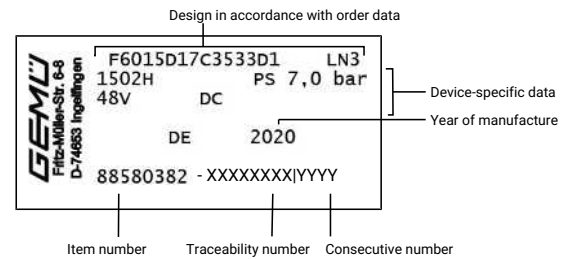 Design in accordance with order data
F6015D17C3533D1 LN3
1502H PS 7,0 bar
48V DC
Device-specific data
Year of manufacture
DE 2020
88580382 - XXXXXXXX|YYYY
GEMÜ
Fritz-Müller-Str. 6-8
D-74653 Ingelfingen
Item number Traceability number Consecutive number